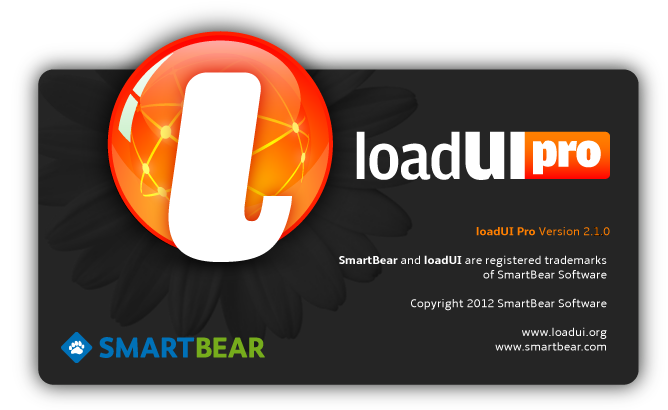 L
loadUI pro
loadUI Pro Version 2.1.0
SmartBear and loadUI are registered trademarks
of SmartBear Software
Copyright 2012 SmartBear Software
www.loadui.org
www.smartbear.com
SMARTBEAR